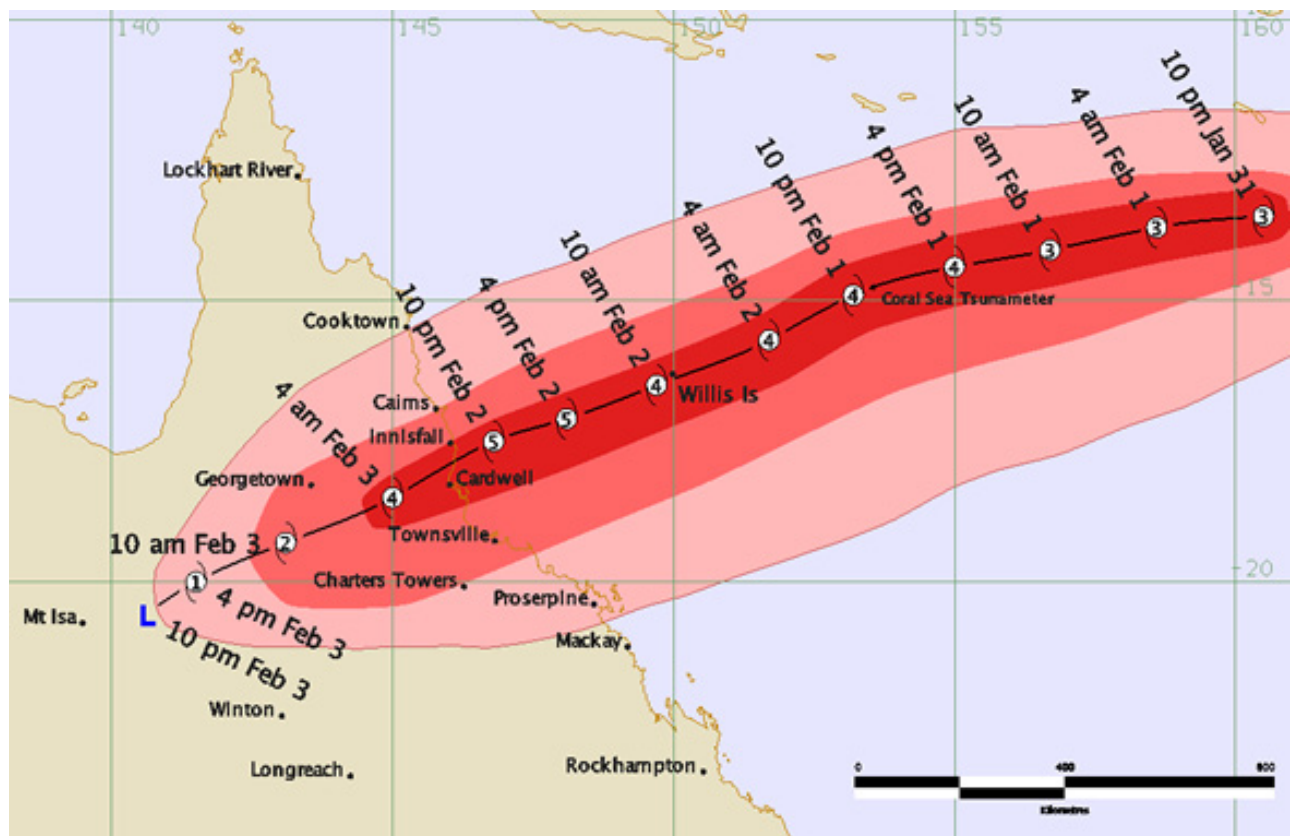 140
145
150
155
160
10 pm Jan 31
4 am Feb 1
10 am Feb 1
4 pm Feb 1
10 pm Feb 1
4 am Feb 2
10 am Feb 2
4 pm Feb 2
10 pm Feb 2
4 am Feb 3
10 am Feb 3
4 pm Feb 3
10 pm Feb 3
Lockhart River
3
3
3
4
4
4
4
5
5
4
2
1
L
15
Coral Sea Tsunameter
Cooktown
Willis Is
Cairns
Innisfail
Georgetown
Cardwell
Townsville
20
Charters Towers
Proserpine
Mt Isa
Mackay
Winton
Longreach
Rockhampton
0
400
800
Kilometres